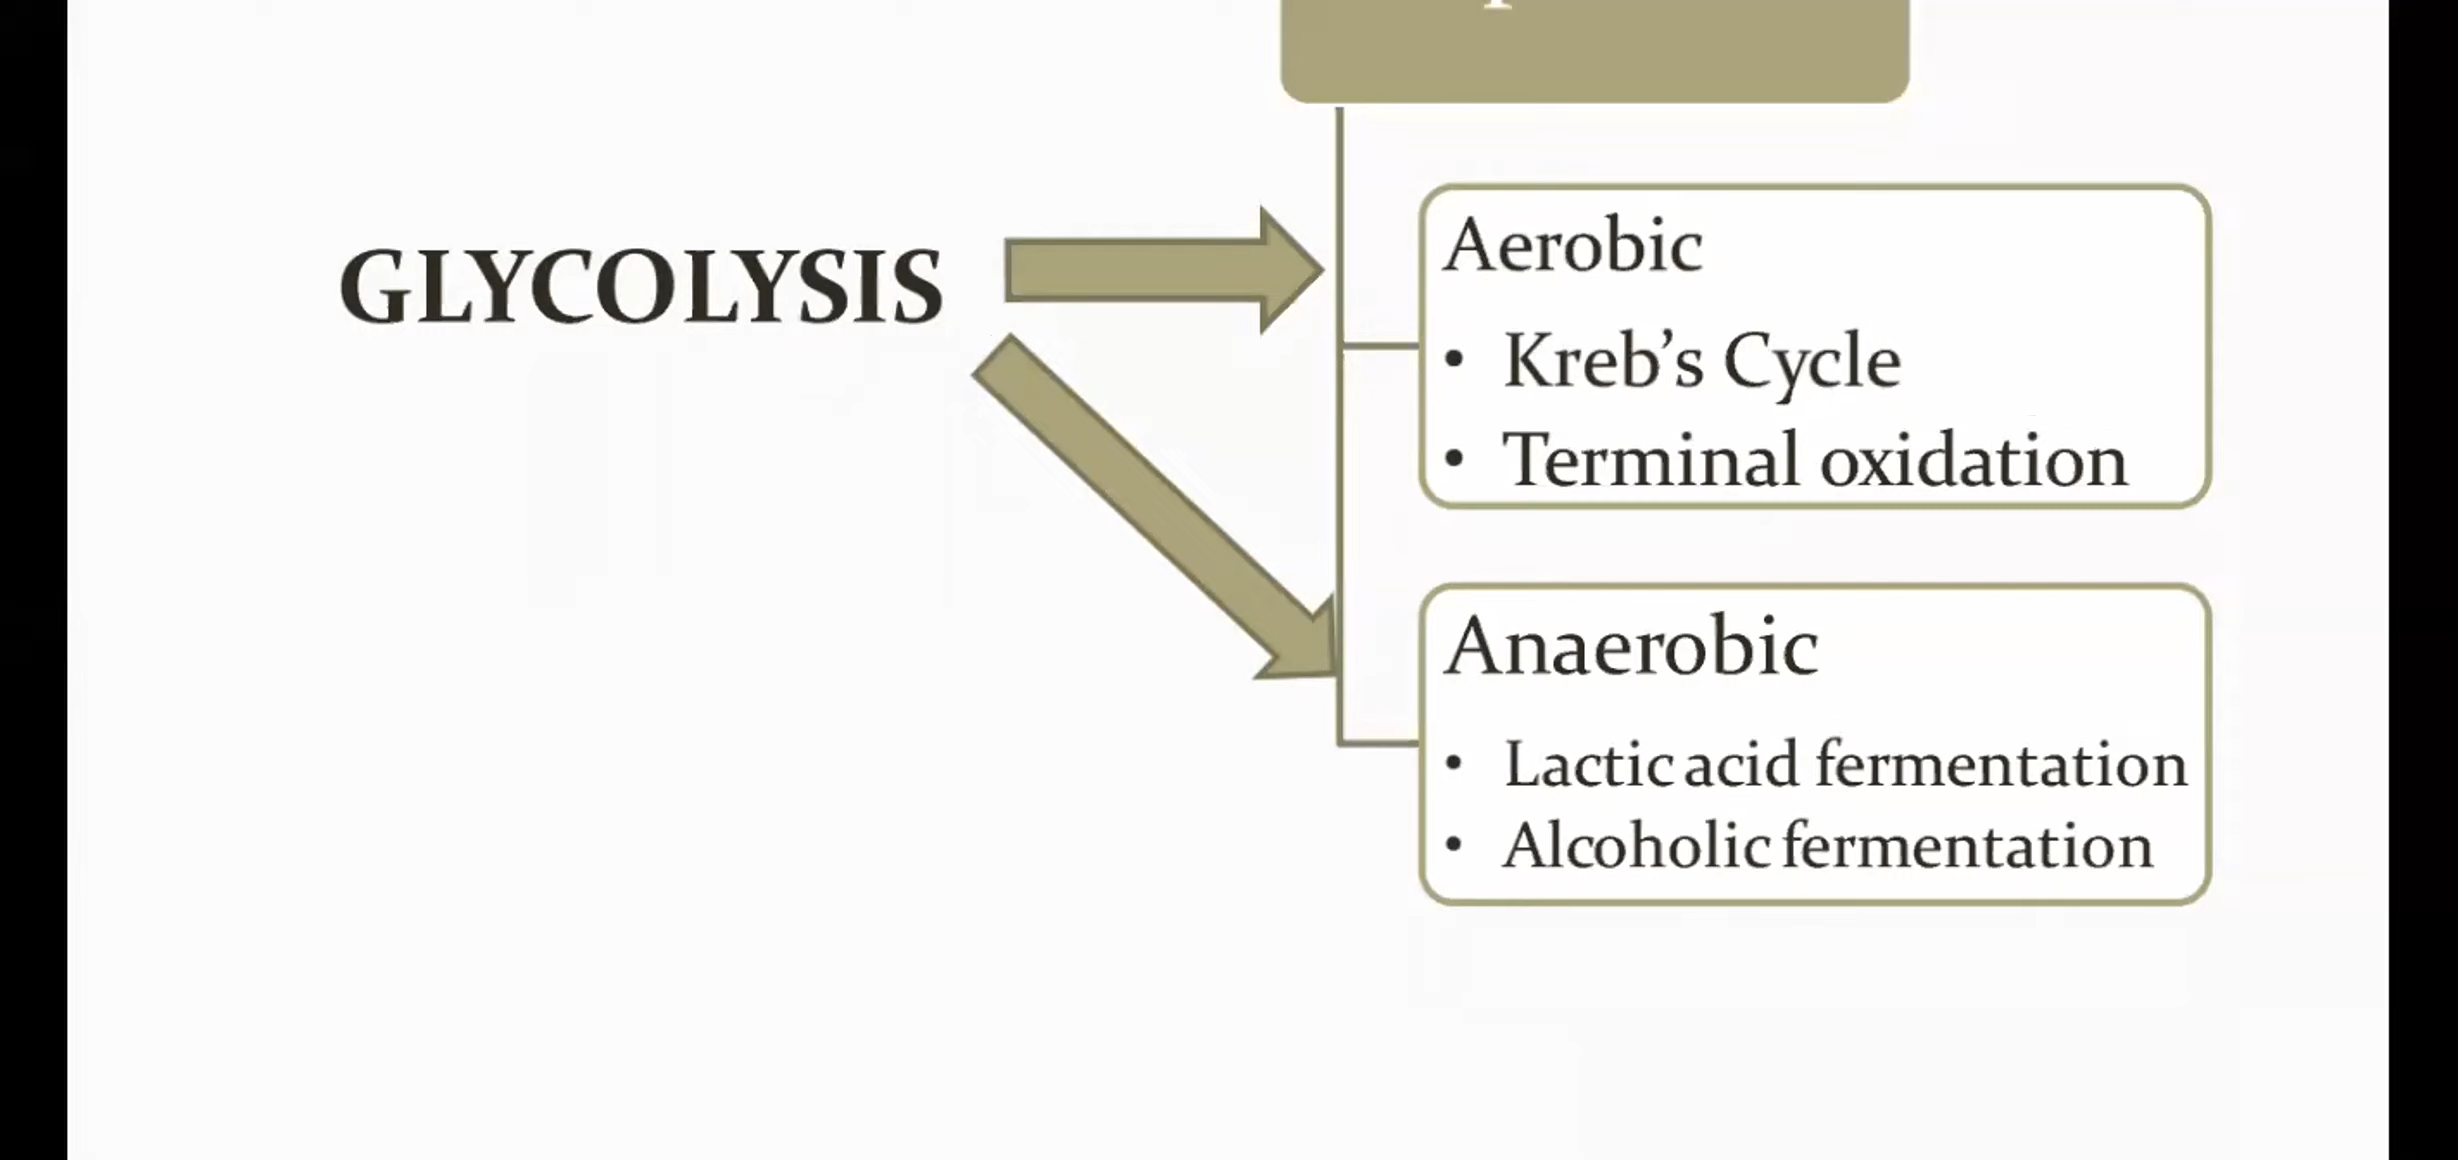 GLYCOLYSIS
Aerobic
• Kreb’s Cycle
• Terminal oxidation
Anaerobic
• Lactic acid fermentation
• Alcoholic fermentation